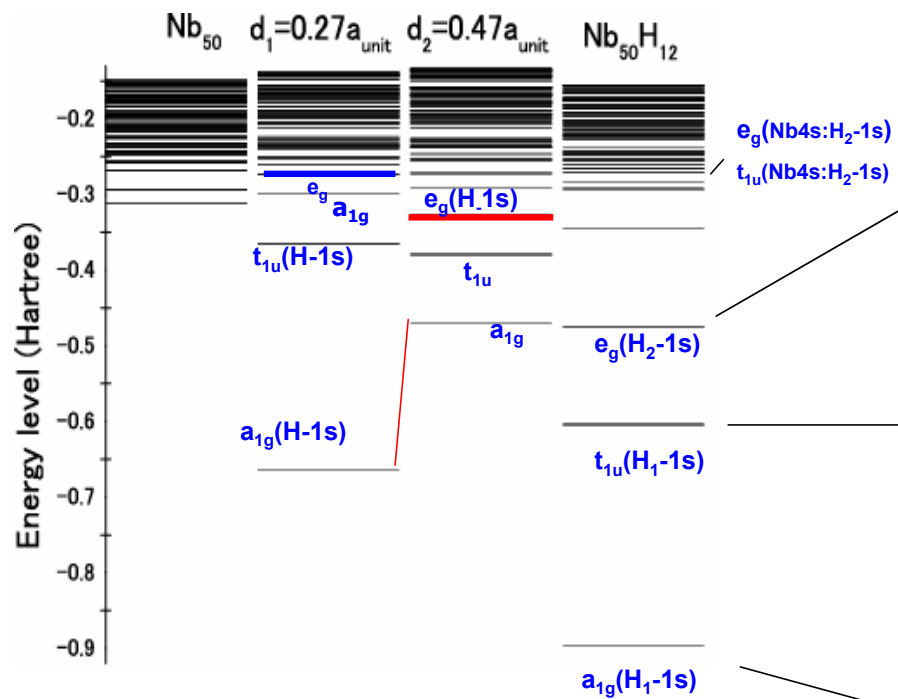 Nb50 d1=0.27aunit d2=0.47aunit Nb50H12
Energy level (Hartree)
-0.2
-0.3
-0.4
-0.5
-0.6
-0.7
-0.8
-0.9
eg
a1g
t1u(H-1s)
a1g(H-1s)
eg(H-1s)
t1u
a1g
eg(Nb4s:H2-1s)
t1u(Nb4s:H2-1s)
eg(H2-1s)
t1u(H1-1s)
a1g(H1-1s)